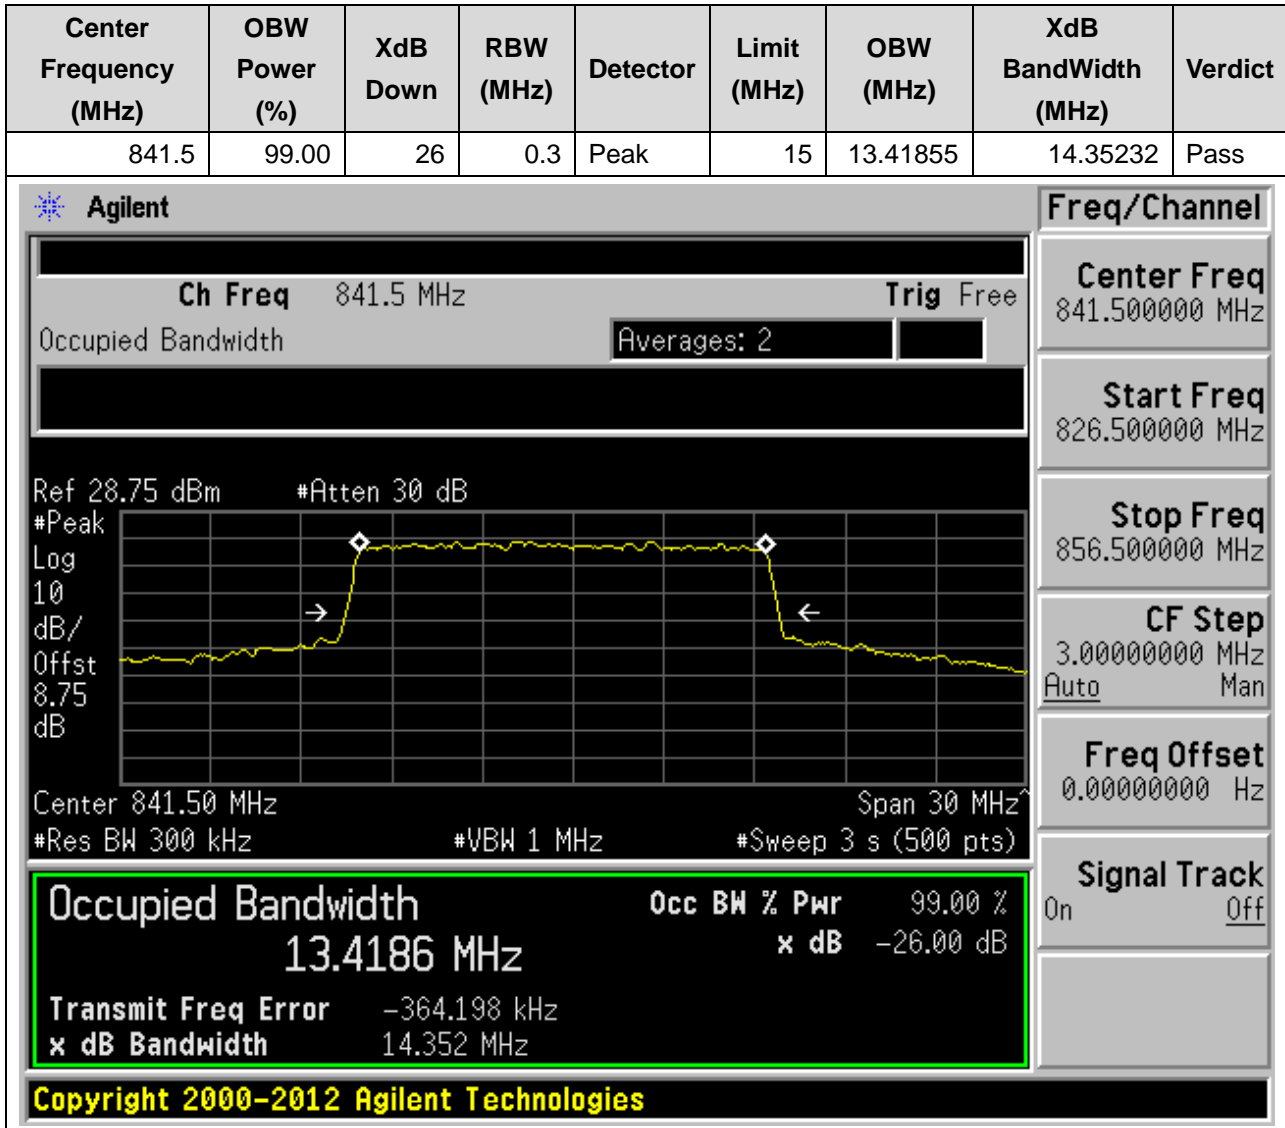 Center Frequency (MHz) OBW Power (%) XdB Down RBW (MHz) Detector Limit (MHz) OBW (MHz) XdB BandWidth (MHz) Verdict
841.5 99.00 26 0.3 Peak 15 13.41855 14.35232 Pass
Agilent
Freq/Channel
Ch Freq 841.5 MHz Trig Free
Occupied Bandwidth Averages: 2
Center Freq
841.500000 MHz
Start Freq
826.500000 MHz
Stop Freq
856.500000 MHz
CF Step
3.00000000 MHz
Auto Man
Freq Offset
0.00000000 Hz
Signal Track
On Off
Ref 28.75 dBm #Atten 30 dB
#Peak
Log
10
dB/
Offst
8.75
dB
Center 841.50 MHz Span 30 MHz^
#Res BW 300 kHz #VBW 1 MHz #Sweep 3 s (500 pts)
Occupied Bandwidth Occ BW % Pwr 99.00 %
13.4186 MHz x dB -26.00 dB
Transmit Freq Error -364.198 kHz
x dB Bandwidth 14.352 MHz
Copyright 2000-2012 Agilent Technologies